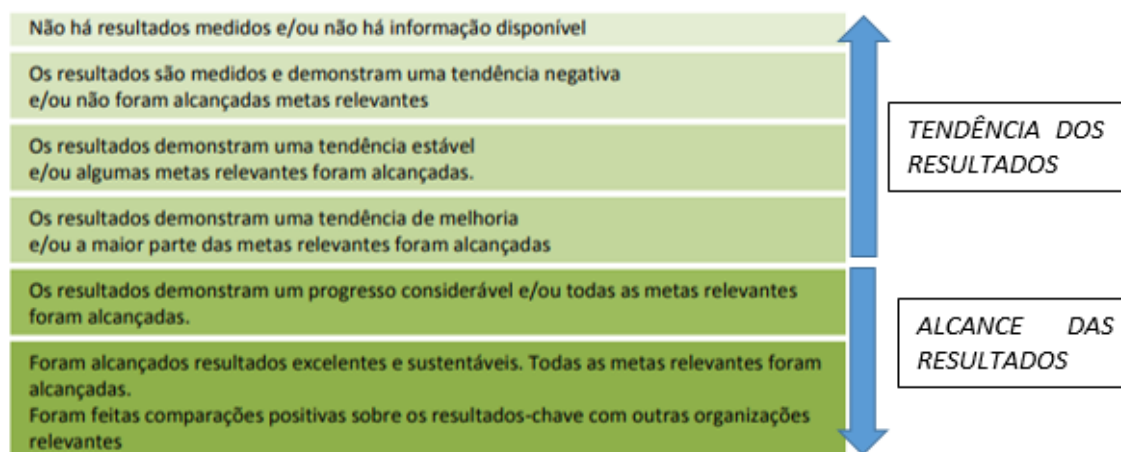 Não há resultados medidos e/ou não há informação disponível
Os resultados são medidos e demonstram uma tendência negativa
e/ou não foram alcançadas metas relevantes
Os resultados demonstram uma tendência estável
e/ou algumas metas relevantes foram alcançadas.
Os resultados demonstram uma tendência de melhoria
e/ou a maior parte das metas relevantes foram alcançadas
Os resultados demonstram um progresso considerável e/ou todas as metas relevantes
foram alcançadas.
Foram alcançados resultados excelentes e sustentáveis. Todas as metas relevantes foram
alcançadas.
Foram feitas comparações positivas sobre os resultados-chave com outras organizações
relevantes
TENDÊNCIA DOS
RESULTADOS
ALCANCE DAS
RESULTADOS